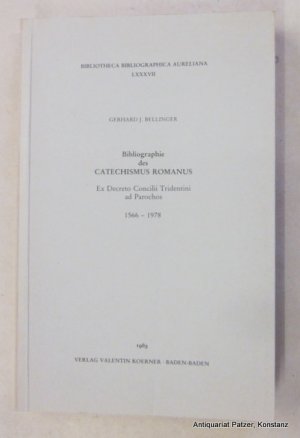 BIBLIOTHECA BIBLIOGRAPHICA AURELIANA
LXXXVII
GERHARD J. BELLINGER
Bibliographie
des
CATECHISMUS ROMANUS
Ex Decreto Concilii Tridentini
ad Parochos
1566 – 1978
1983
VERLAG VALENTIN KOERNER · BADEN-BADEN
Antiquariat Patzer, Konstanz